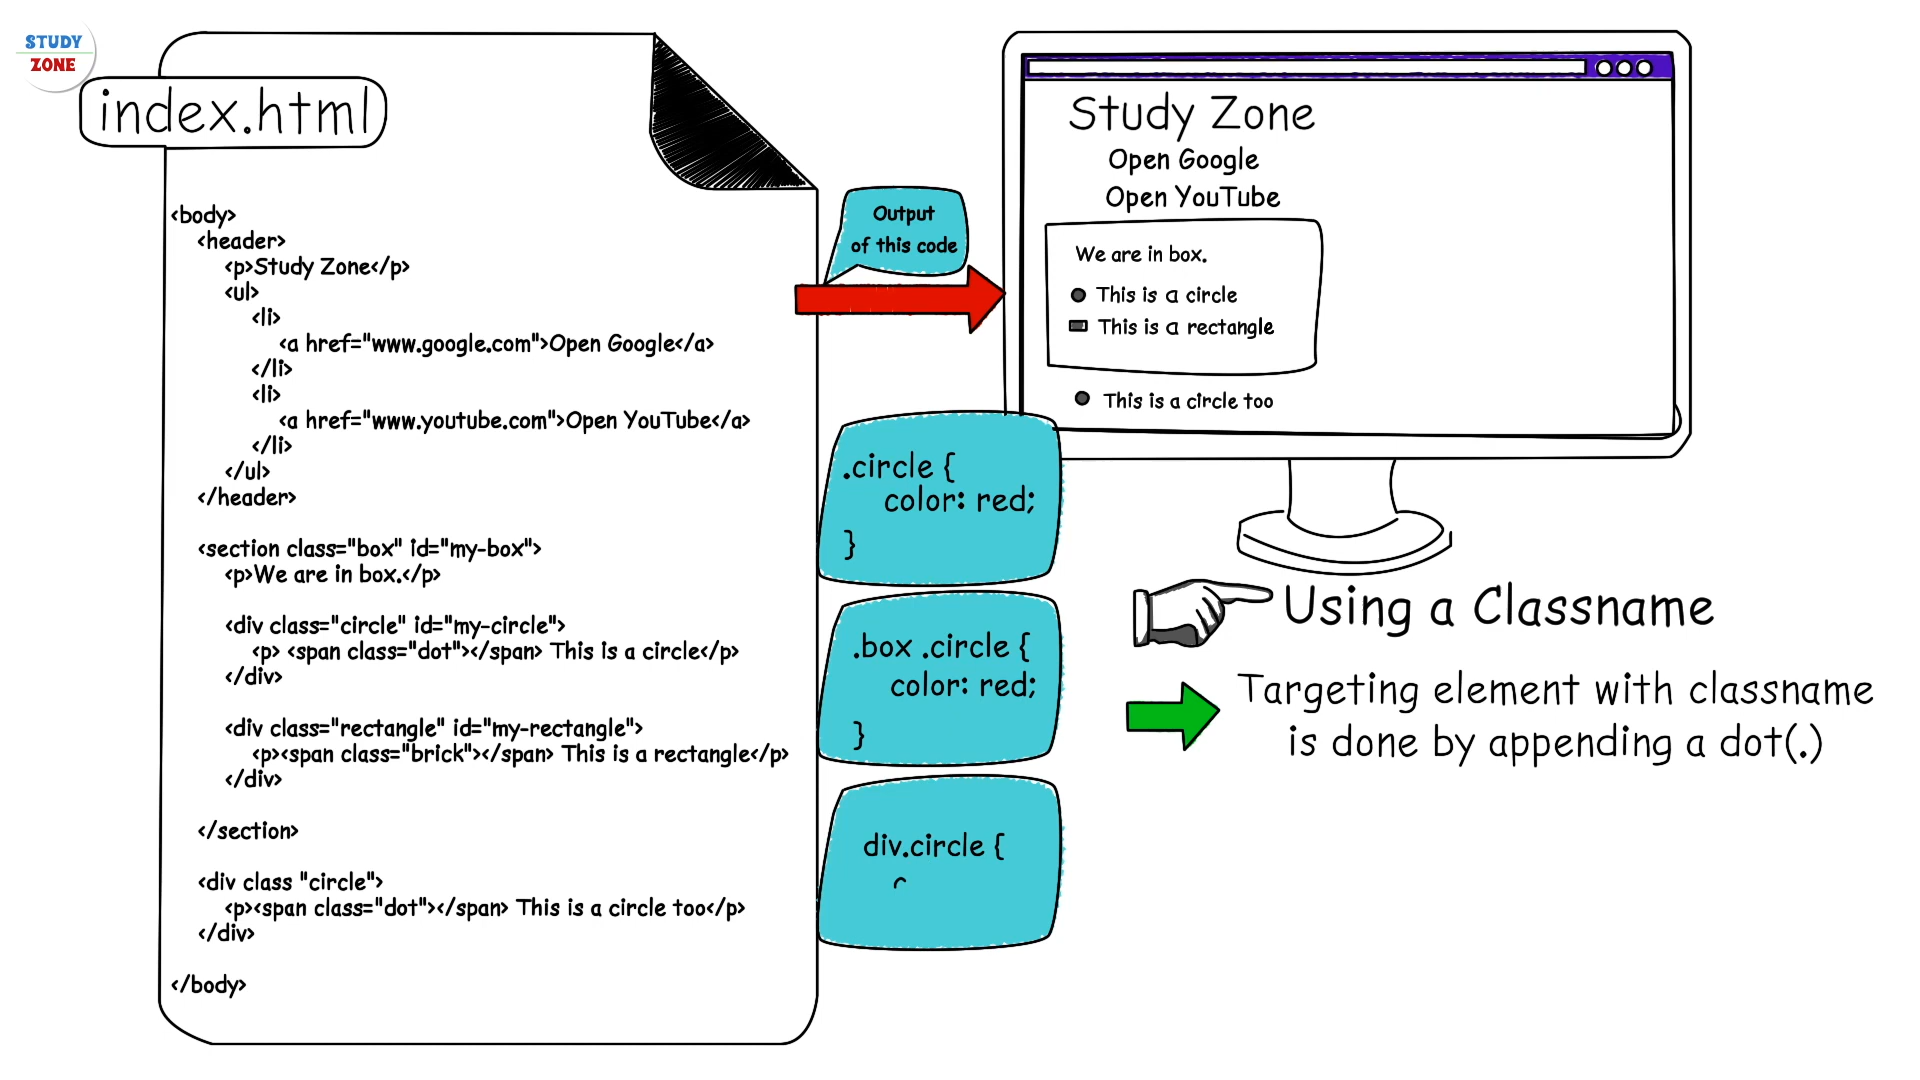 STUDY
ZONE
index.html
<body>
<header>
<p>Study Zone</p>
<ul>
<li>
<a href="www.google.com">Open Google</a>
</li>
<li>
<a href="www.youtube.com">Open YouTube</a>
</li>
</ul>
</header>
<section class="box" id="my-box">
<p>We are in box.</p>
<div class="circle" id="my-circle">
<p> <span class="dot"></span> This is a circle</p>
</div>
<div class="rectangle" id="my-rectangle">
<p><span class="brick"></span> This is a rectangle</p>
</div>
</section>
<div class "circle">
<p><span class="dot"></span> This is a circle too</p>
</div>
</body>
Output
of this code
Study Zone
Open Google
Open YouTube
We are in box.
This is a circle
This is a rectangle
This is a circle too
.circle {
color: red;
}
.box .circle {
color: red;
}
div.circle {
Using a Classname
Targeting element with classname
is done by appending a dot(.)